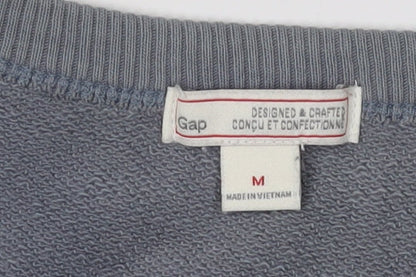 DESIGNED & CRAFTED
Gap CONÇU ET CONFECTIONNÉ
M
MADE IN VIETNAM